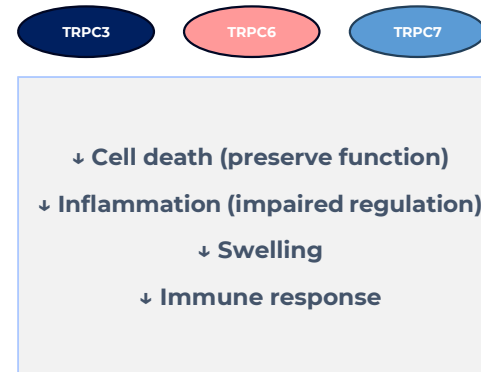 TRPC3 TRPC6 TRPC7
↓ Cell death (preserve function)
↓ Inflammation (impaired regulation)
↓ Swelling
↓ Immune response